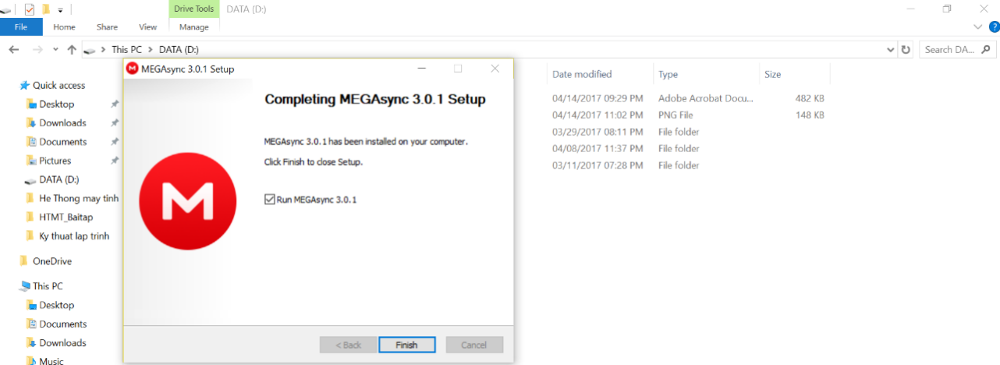 Drive Tools DATA (D:)
File Home Share View Manage
This PC > DATA (D:) Search DA...
MEGAsync 3.0.1 Setup
Completing MEGAsync 3.0.1 Setup
MEGAsync 3.0.1 has been installed on your computer.
Click Finish to close Setup.
M
Run MEGAsync 3.0.1
< Back Finish Cancel
Quick access
Desktop
Downloads
Documents
Pictures
DATA (D:)
He Thong may tinh
HTMT_Baitap
Ky thuat lap trinh
OneDrive
This PC
Desktop
Documents
Downloads
Music
Date modified Type Size
04/14/2017 09:29 PM Adobe Acrobat Docu... 482 KB
04/14/2017 11:02 PM PNG File 148 KB
03/29/2017 08:11 PM File folder
04/08/2017 11:37 PM File folder
03/11/2017 07:28 PM File folder